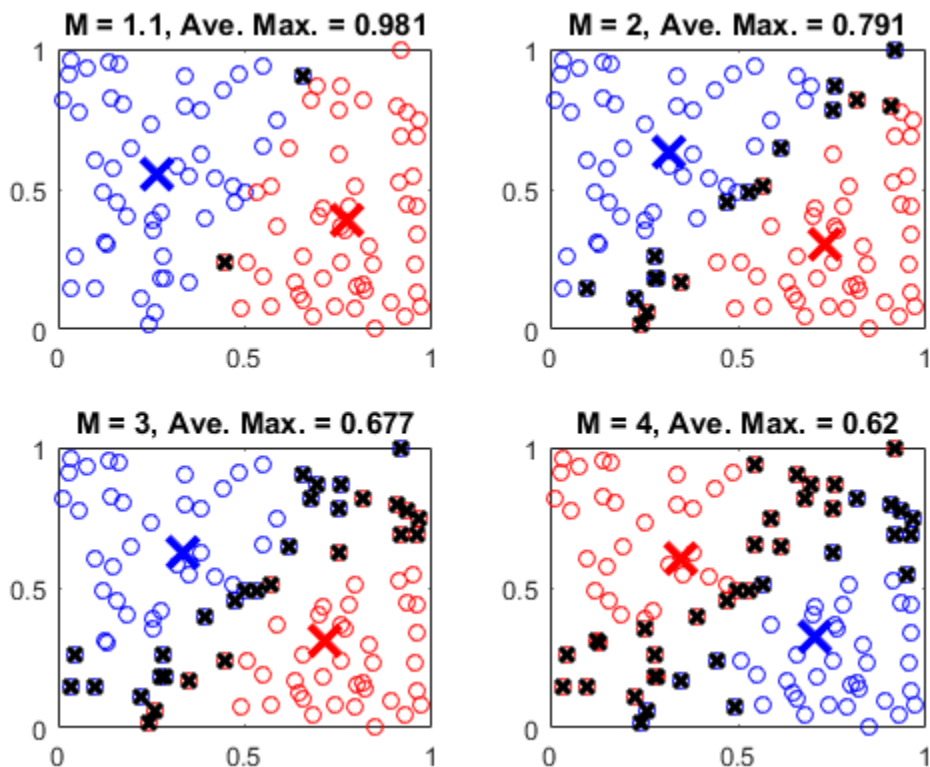 M = 1.1, Ave. Max. = 0.981
1
0.5
0
0 0.5 1
M = 2, Ave. Max. = 0.791
1
0.5
0
0 0.5 1
M = 3, Ave. Max. = 0.677
1
0.5
0
0 0.5 1
M = 4, Ave. Max. = 0.62
1
0.5
0
0 0.5 1